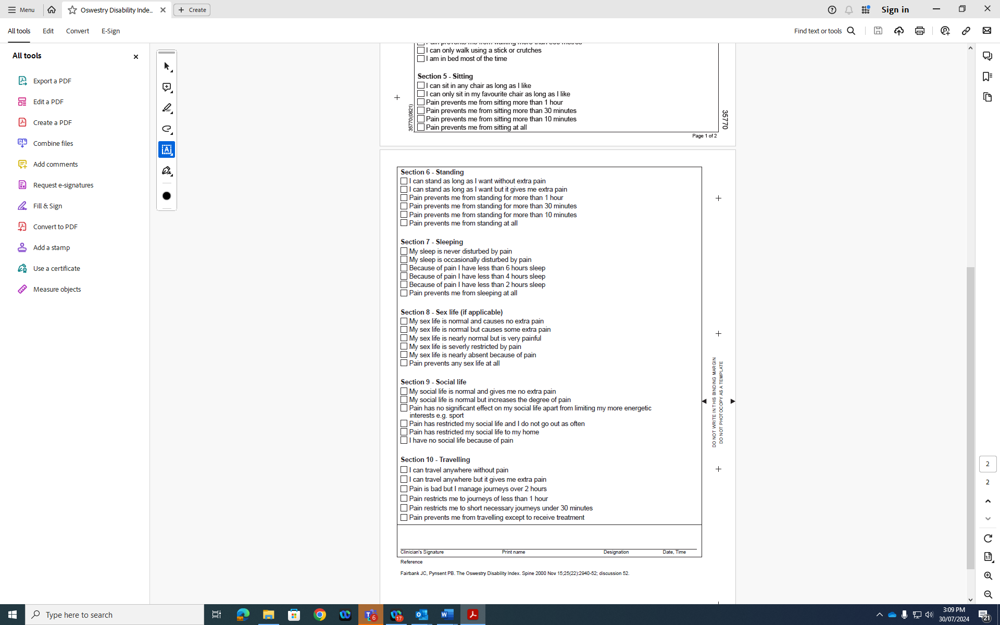 Menu
Oswestry Disability Inde...
Create
Sign in
All tools
Edit
Convert
E-Sign
Find text or tools
All tools
Export a PDF
Edit a PDF
Create a PDF
Combine files
Add comments
Request e-signatures
Fill & Sign
Convert to PDF
Add a stamp
Use a certificate
Measure objects
I can only walk using a stick or crutches
I am in bed most of the time
Section 5 - Sitting
I can sit in any chair as long as I like
I can only sit in my favourite chair as long as I like
Pain prevents me from sitting more than 1 hour
Pain prevents me from sitting more than 30 minutes
Pain prevents me from sitting more than 10 minutes
Pain prevents me from sitting at all
35770(0821)
35770
Page 1 of 2
Section 6 - Standing
I can stand as long as I want without extra pain
I can stand as long as I want but it gives me extra pain
Pain prevents me from standing for more than 1 hour
Pain prevents me from standing for more than 30 minutes
Pain prevents me from standing for more than 10 minutes
Pain prevents me from standing at all
Section 7 - Sleeping
My sleep is never disturbed by pain
My sleep is occasionally disturbed by pain
Because of pain I have less than 6 hours sleep
Because of pain I have less than 4 hours sleep
Because of pain I have less than 2 hours sleep
Pain prevents me from sleeping at all
Section 8 - Sex life (if applicable)
My sex life is normal and causes no extra pain
My sex life is normal but causes some extra pain
My sex life is nearly normal but is very painful
My sex life is severly restricted by pain
My sex life is nearly absent because of pain
Pain prevents any sex life at all
Section 9 - Social life
My social life is normal and gives me no extra pain
My social life is normal but increases the degree of pain
Pain has no significant effect on my social life apart from limiting my more energetic
interests e.g. sport
Pain has restricted my social life and I do not go out as often
Pain has restricted my social life to my home
I have no social life because of pain
Section 10 - Travelling
I can travel anywhere without pain
I can travel anywhere but it gives me extra pain
Pain is bad but I manage journeys over 2 hours
Pain restricts me to journeys of less than 1 hour
Pain restricts me to short necessary journeys under 30 minutes
Pain prevents me from travelling except to receive treatment
DO NOT WRITE IN THIS BINDING MARGIN
DO NOT PHOTOCOPY AS A TEMPLATE
Clinician's Signature Print name Designation Date, Time
Reference
Fairbank JC, Pynsent PB. The Oswestry Disability Index. Spine 2000 Nov 15;25(22):2940-52; discussion 52.
2
2
1:1
Type here to search
6
17
3:09 PM
30/07/2024
21